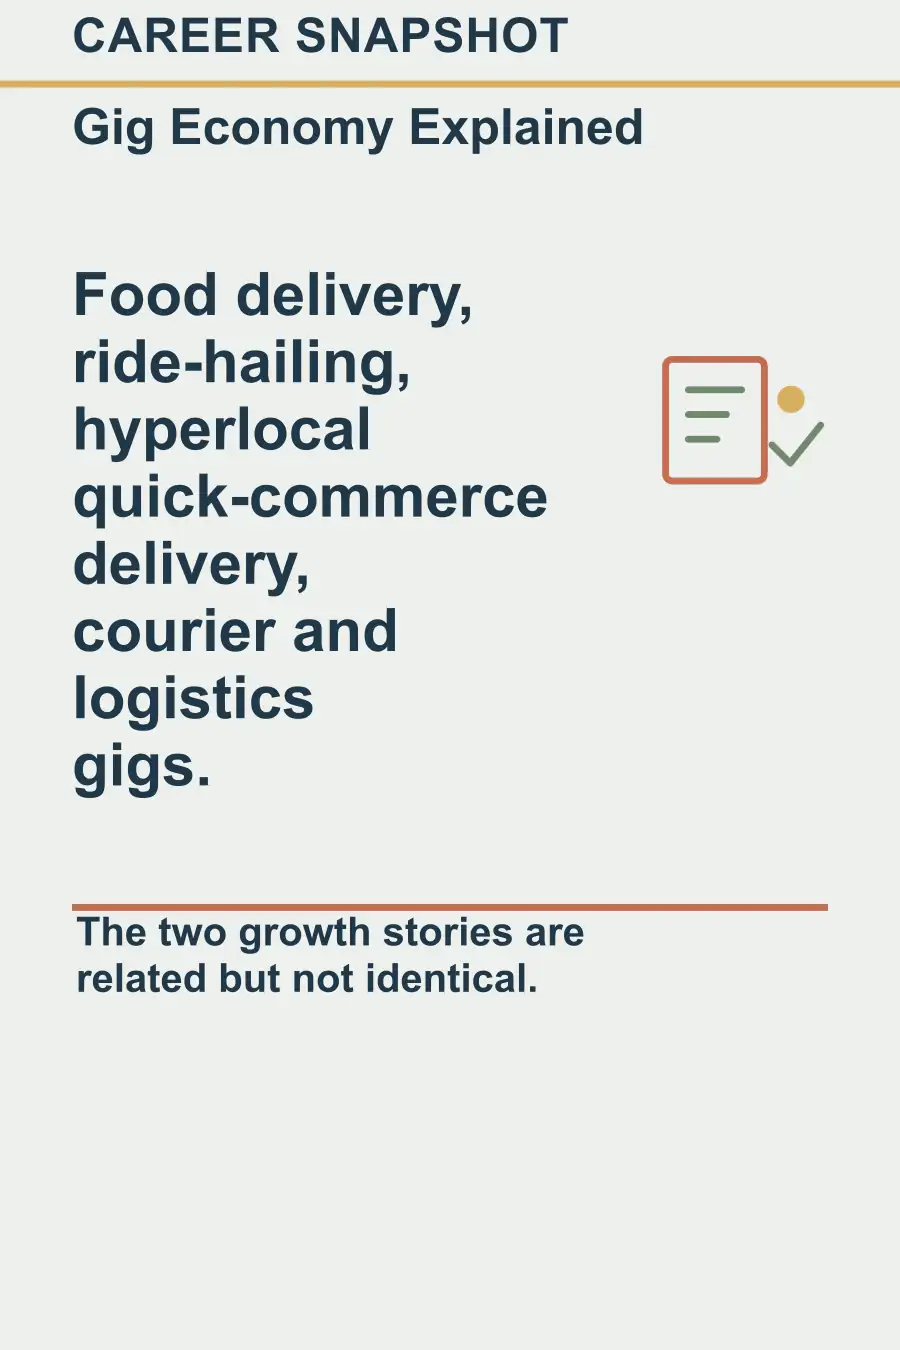 CAREER SNAPSHOT
Gig Economy Explained
Food delivery,
ride-hailing,
hyperlocal
quick-commerce
delivery,
courier and
logistics
gigs.
The two growth stories are
related but not identical.